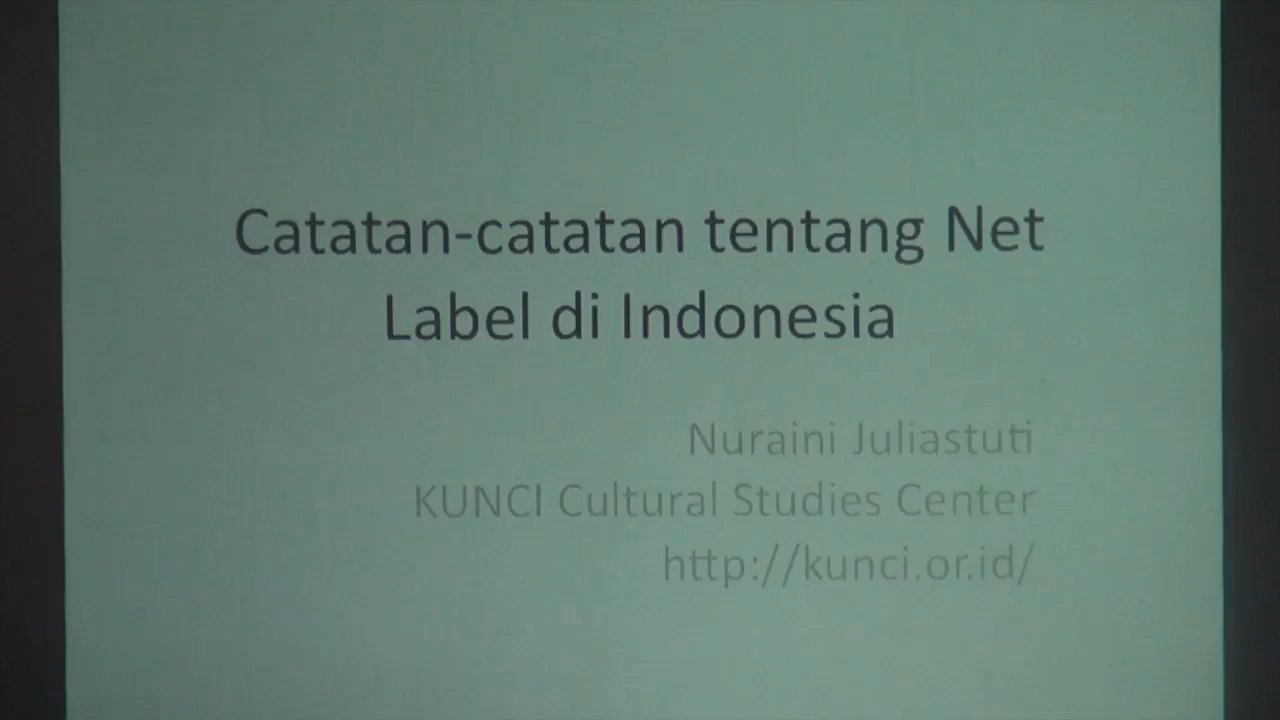 Catatan-catatan tentang Net
Label di Indonesia
Nuraini Juliastuti
KUNCI Cultural Studies Center
http://kunci.or.id/